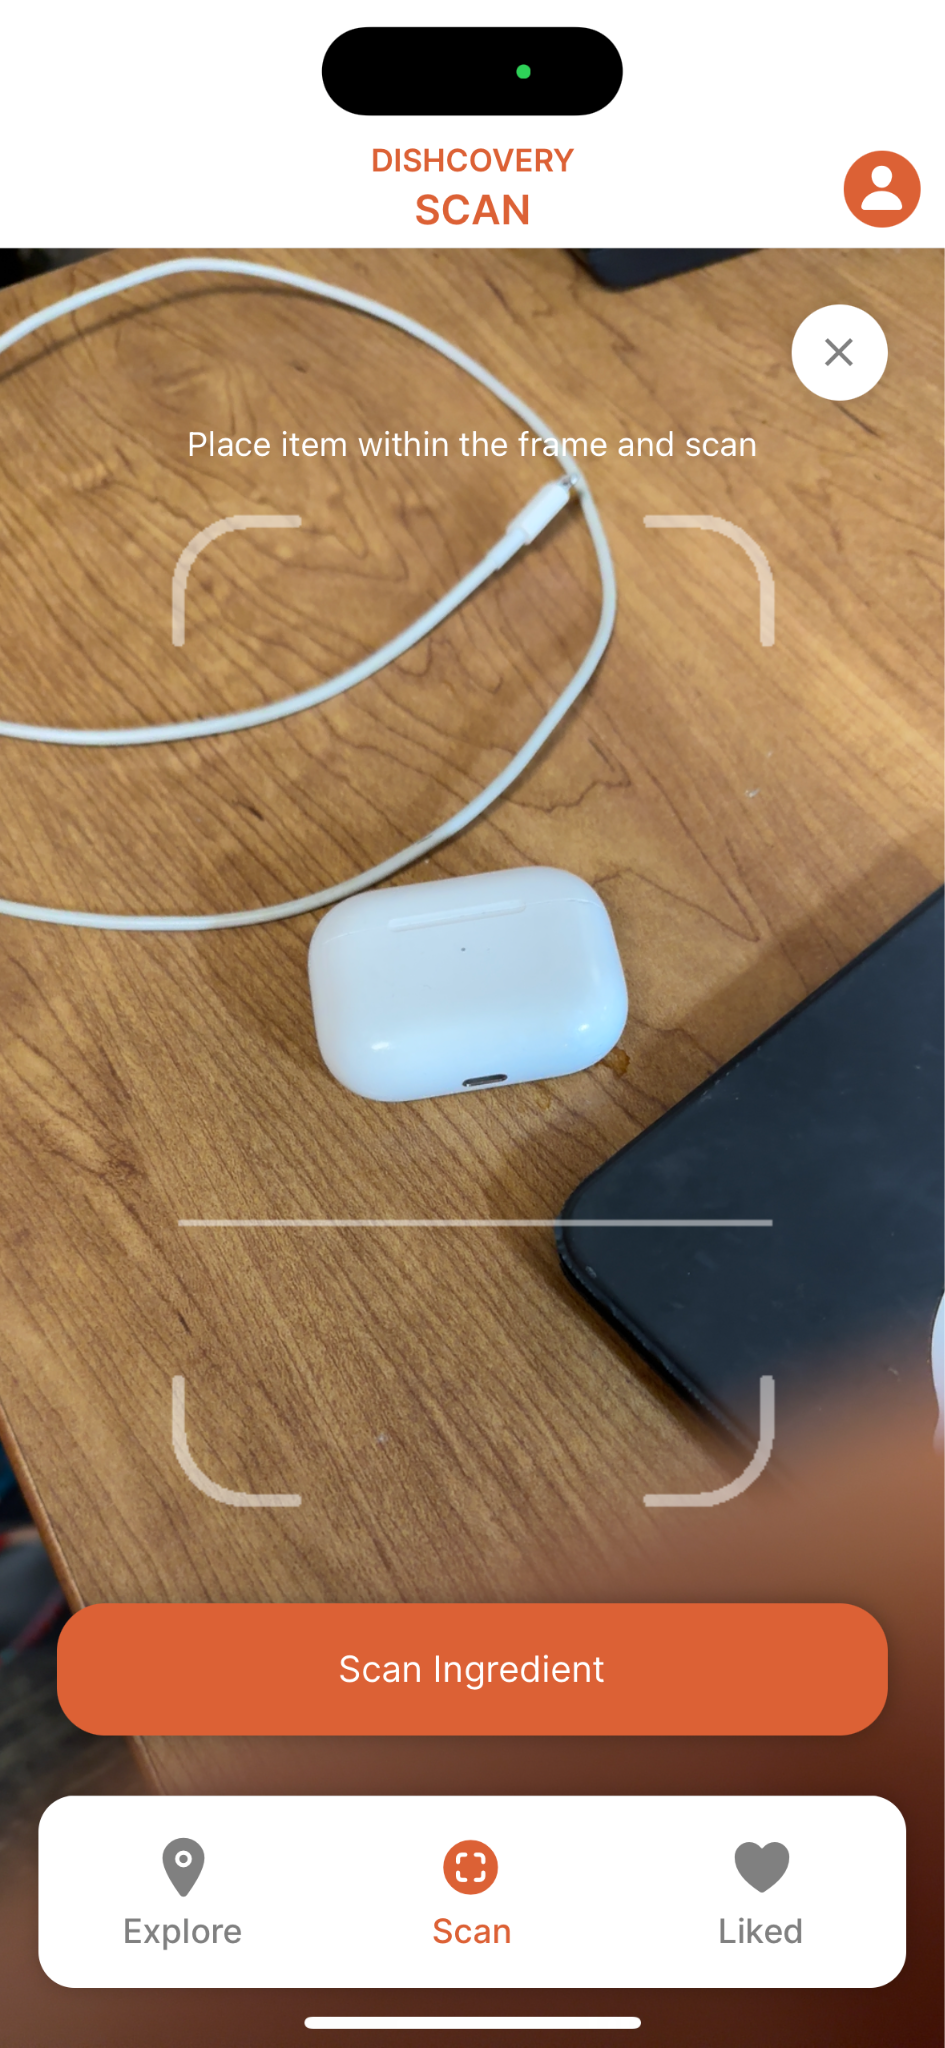 DISHCOVERY
SCAN
Place item within the frame and scan
Scan Ingredient
Explore
Scan
Liked